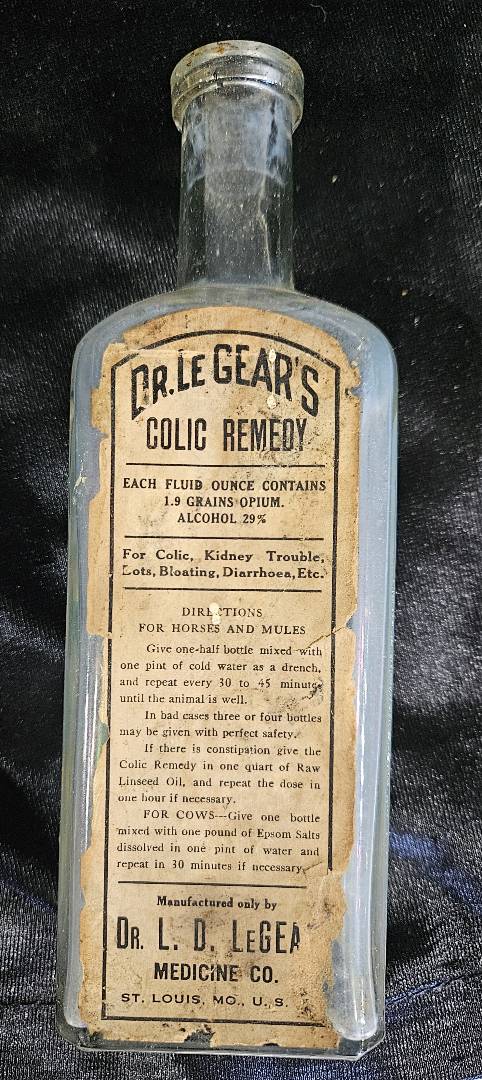 DR. LE GEAR'S
COLIC REMEDY
EACH FLUID OUNCE CONTAINS
1.9 GRAINS OPIUM.
ALCOHOL 29%
For Colic, Kidney Trouble,
Bots, Bloating, Diarrhoea, Etc.
DIRECTIONS
FOR HORSES AND MULES
Give one-half bottle mixed with
one pint of cold water as a drench,
and repeat every 30 to 45 minutes
until the animal is well.
In bad cases three or four bottles
may be given with perfect safety.
If there is constipation give the
Colic Remedy in one quart of Raw
Linseed Oil, and repeat the dose in
one hour if necessary.
FOR COWS---Give one bottle
mixed with one pound of Epsom Salts
dissolved in one pint of water and
repeat in 30 minutes if necessary.
Manufactured only by
DR. L. D. LEGEA
MEDICINE CO.
ST. LOUIS, MO., U. S.